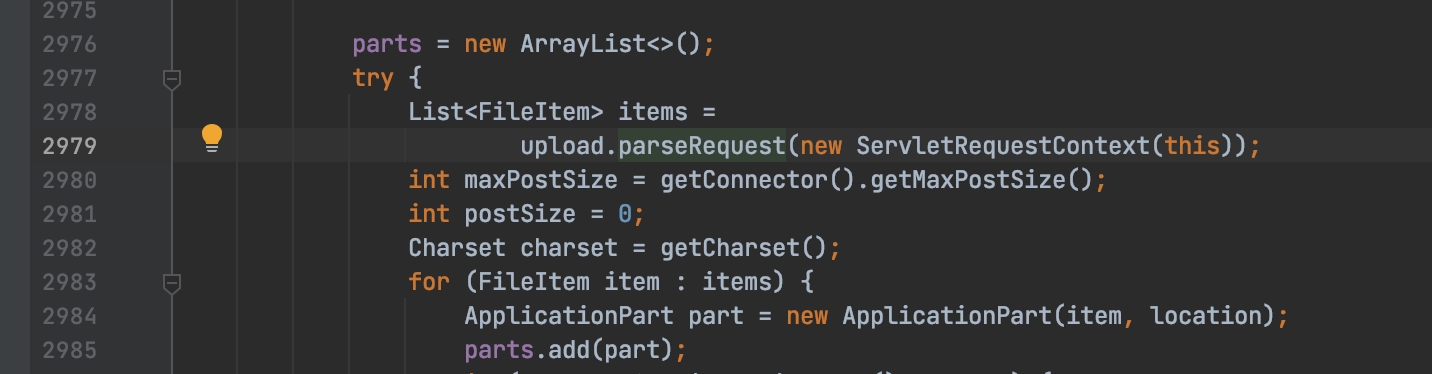 2975
2976 parts = new ArrayList<>();
2977 try {
2978 List<FileItem> items =
2979 upload.parseRequest(new ServletRequestContext(this));
2980 int maxPostSize = getConnector().getMaxPostSize();
2981 int postSize = 0;
2982 Charset charset = getCharset();
2983 for (FileItem item : items) {
2984 ApplicationPart part = new ApplicationPart(item, location);
2985 parts.add(part);